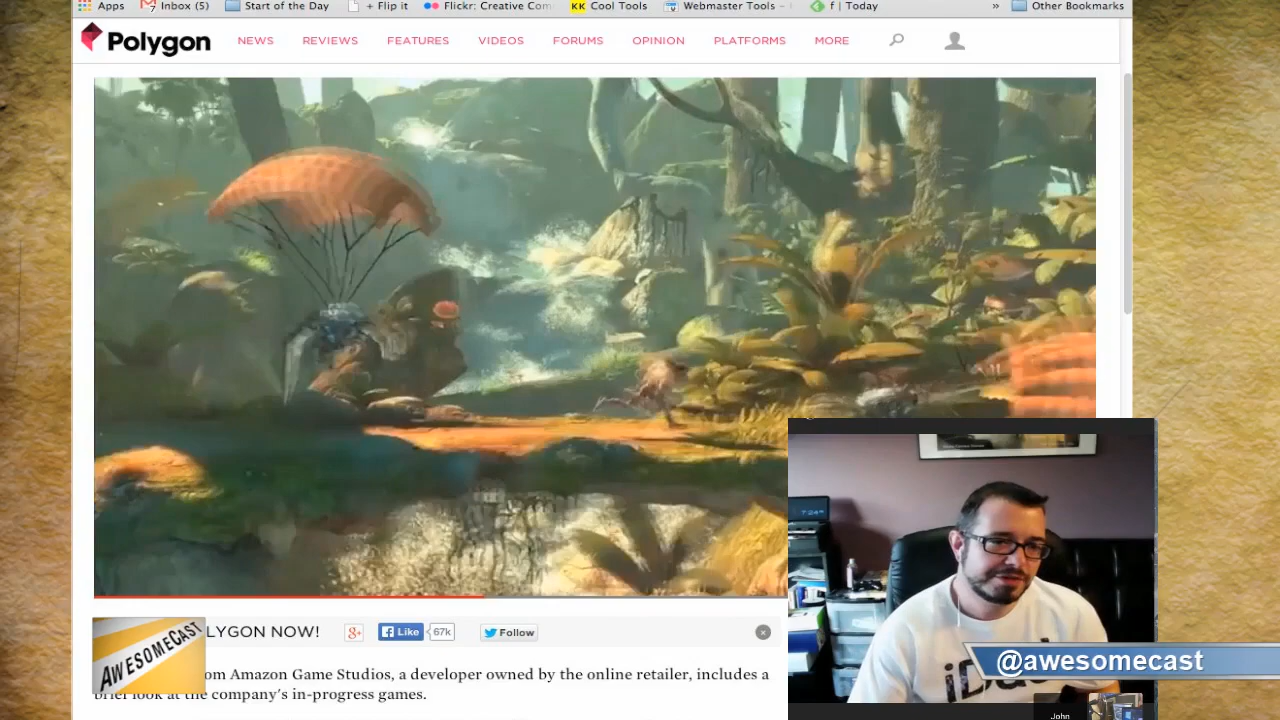 Apps Inbox (5) Start of the Day + Flip it Flickr: Creative Com Cool Tools Webmaster Tools - f | Today » Other Bookmarks
Polygon NEWS REVIEWS FEATURES VIDEOS FORUMS OPINION PLATFORMS MORE
7:24
LYGON NOW! Like 67k Follow
AWESOMECAST
om Amazon Game Studios, a developer owned by the online retailer, includes a
brief look at the company's in-progress games.
@awesomecast
John